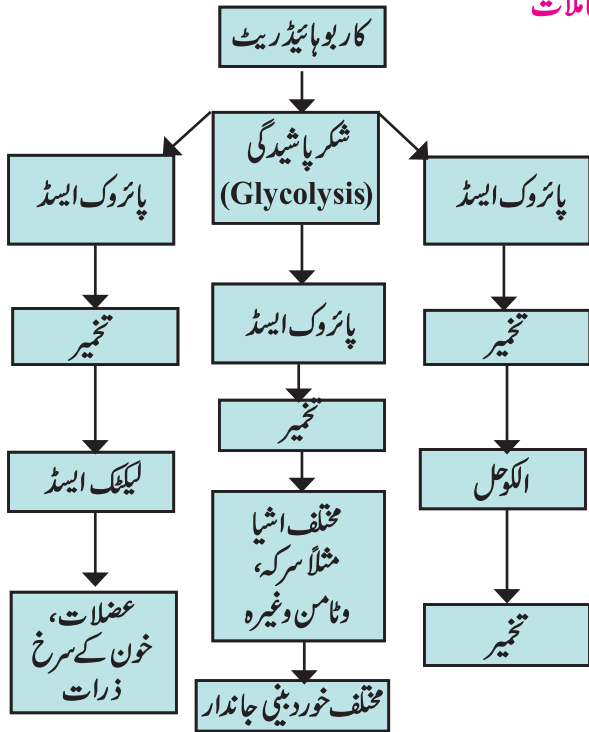 کاربوہائیڈریٹ
شکر پاشیدگی
(Glycolysis)
پائروک ایسڈ
تخمیر
الکوحل
تخمیر
پائروک ایسڈ
تخمیر
مختلف اشیا
مثلاً سرکہ،
وٹامن وغیرہ
مختلف خوردبینی جاندار
پائروک ایسڈ
تخمیر
لیکٹک ایسڈ
عضلات،
خون کے سرخ
ذرات